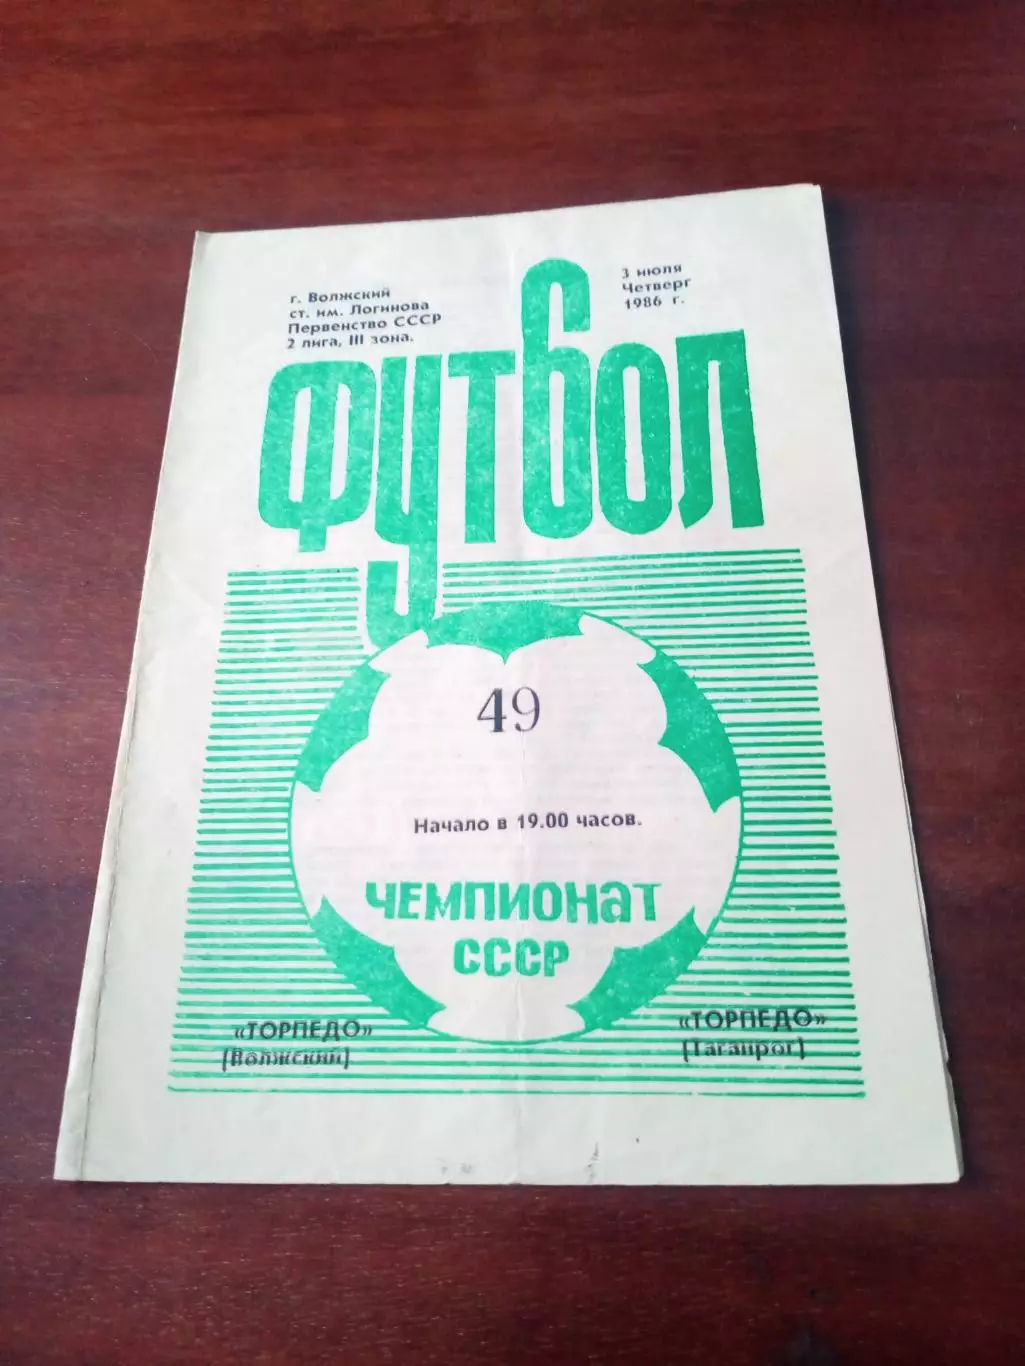 г. Волжский
ст. им. Логинова
Первенство СССР
2 лига, III зона.
3 июля
Четверг
1986 г.
ФУТБОЛ
49
Начало в 19.00 часов.
ЧЕМПИОНАТ
СССР
«ТОРПЕДО»
[Волжский]
«ТОРПЕДО»
[Таганрог]